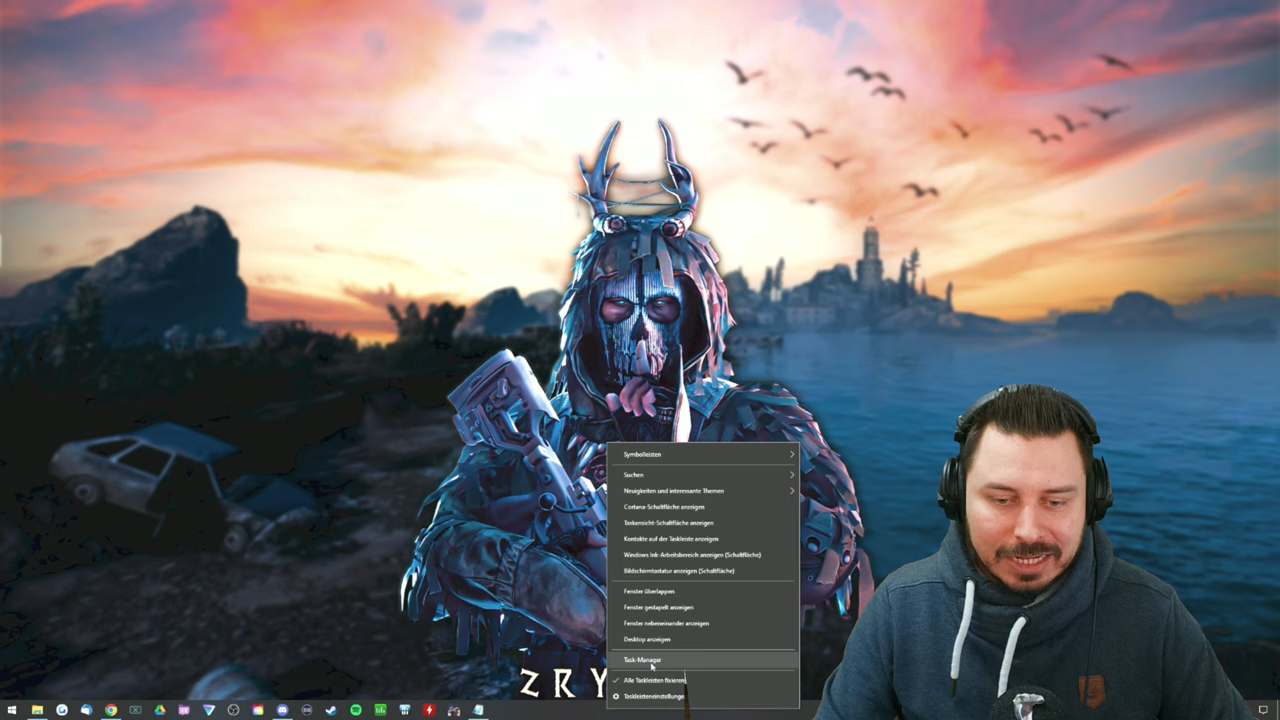 Symbolleisten
Suchen
Neuigkeiten und interessante Themen
Cortana-Schaltfläche anzeigen
Taskansicht-Schaltfläche anzeigen
Kontakte auf der Taskleiste anzeigen
Windows Ink-Arbeitsbereich anzeigen (Schaltfläche)
Bildschirmtastatur anzeigen (Schaltfläche)
Fenster überlappen
Fenster gestapelt anzeigen
Fenster nebeneinander anzeigen
Desktop anzeigen
Task-Manager
Alle Taskleisten fixieren
Taskleisteneinstellungen
ZRY